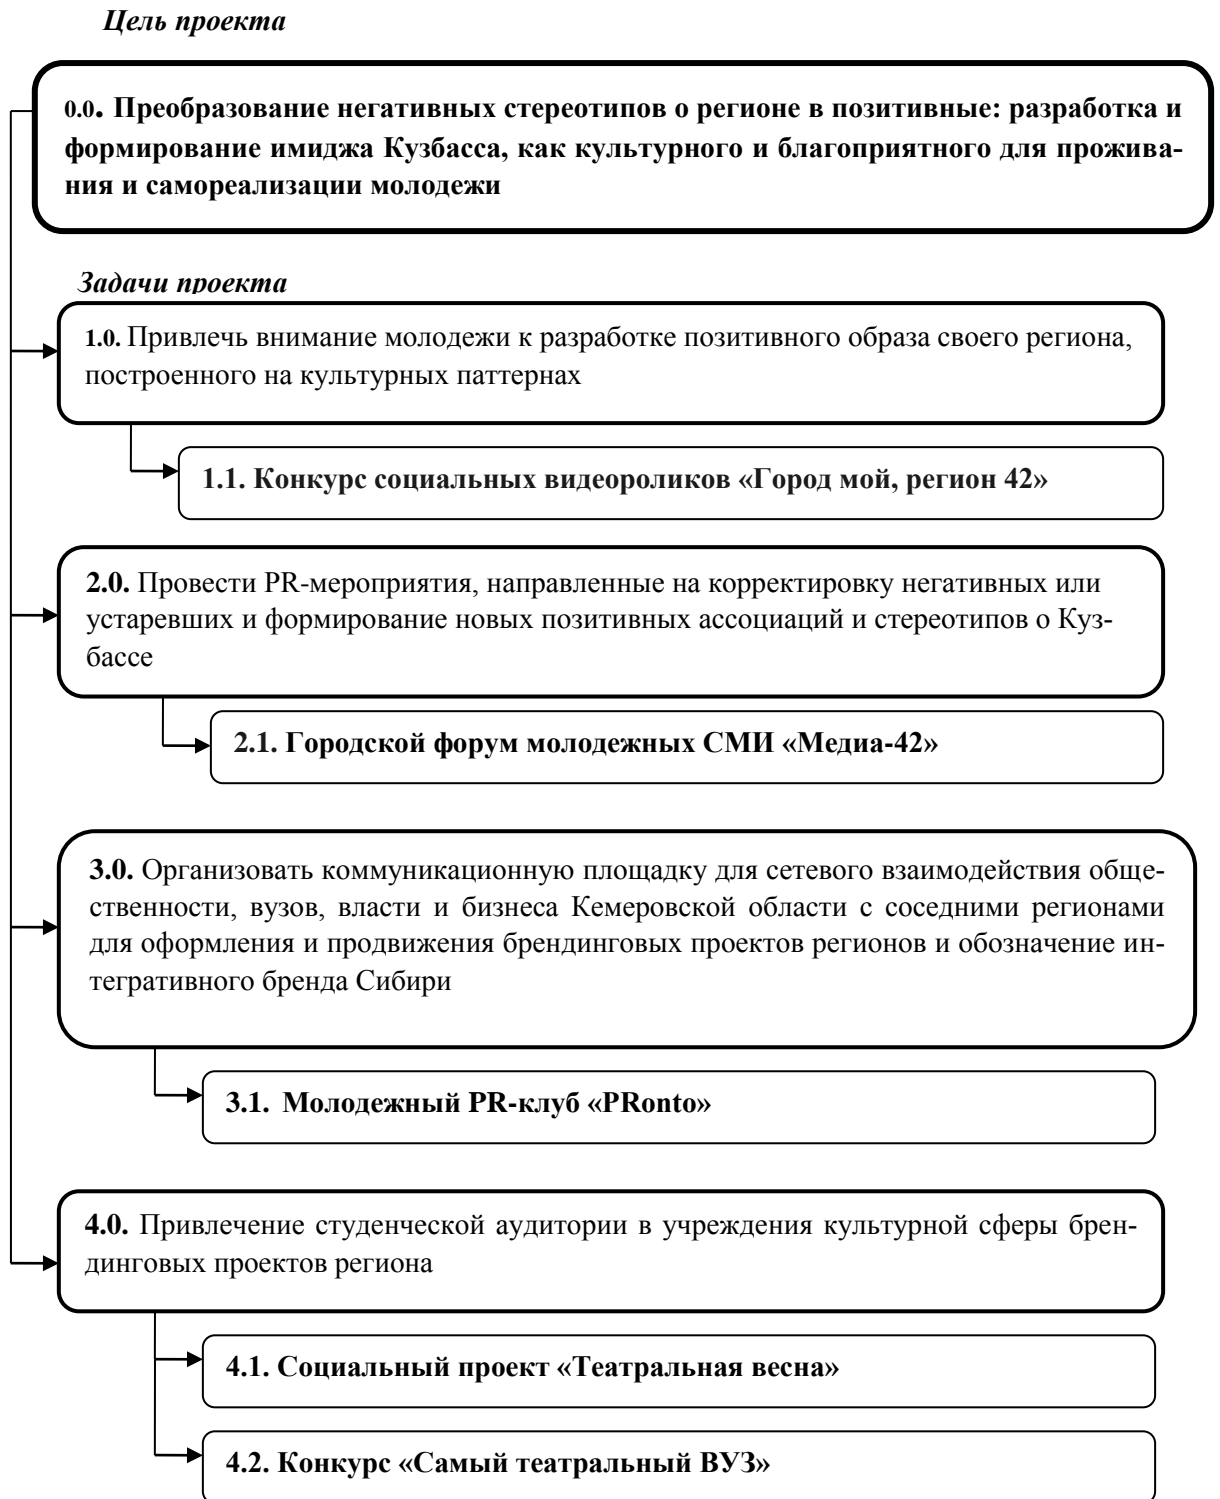 Цель проекта
0.0. Преобразование негативных стереотипов о регионе в позитивные: разработка и
формирование имиджа Кузбасса, как культурного и благоприятного для прожива-
ния и самореализации молодежи
Задачи проекта
1.0. Привлечь внимание молодежи к разработке позитивного образа своего региона,
построенного на культурных паттернах
1.1. Конкурс социальных видеороликов «Город мой, регион 42»
2.0. Провести PR-мероприятия, направленные на корректировку негативных или
устаревших и формирование новых позитивных ассоциаций и стереотипов о Куз-
бассе
2.1. Городской форум молодежных СМИ «Медиа-42»
3.0. Организовать коммуникационную площадку для сетевого взаимодействия обще-
ственности, вузов, власти и бизнеса Кемеровской области с соседними регионами
для оформления и продвижения брендинговых проектов регионов и обозначение ин-
тегративного бренда Сибири
3.1. Молодежный PR-клуб «PRonto»
4.0. Привлечение студенческой аудитории в учреждения культурной сферы брен-
динговых проектов региона
4.1. Социальный проект «Театральная весна»
4.2. Конкурс «Самый театральный ВУЗ»